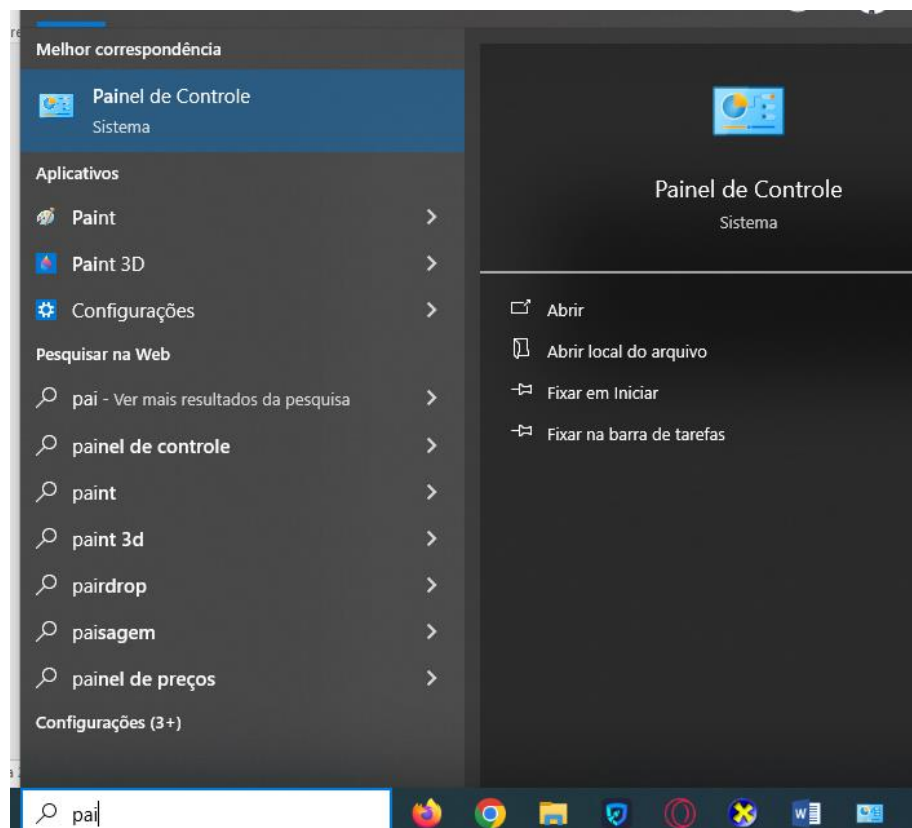 re
Melhor correspondência
Painel de Controle
Sistema
Aplicativos
Paint
Paint 3D
Configurações
Pesquisar na Web
pai - Ver mais resultados da pesquisa
painel de controle
paint
paint 3d
pairdrop
paisagem
painel de preços
Configurações (3+)
pai
Painel de Controle
Sistema
Abrir
Abrir local do arquivo
Fixar em Iniciar
Fixar na barra de tarefas
W